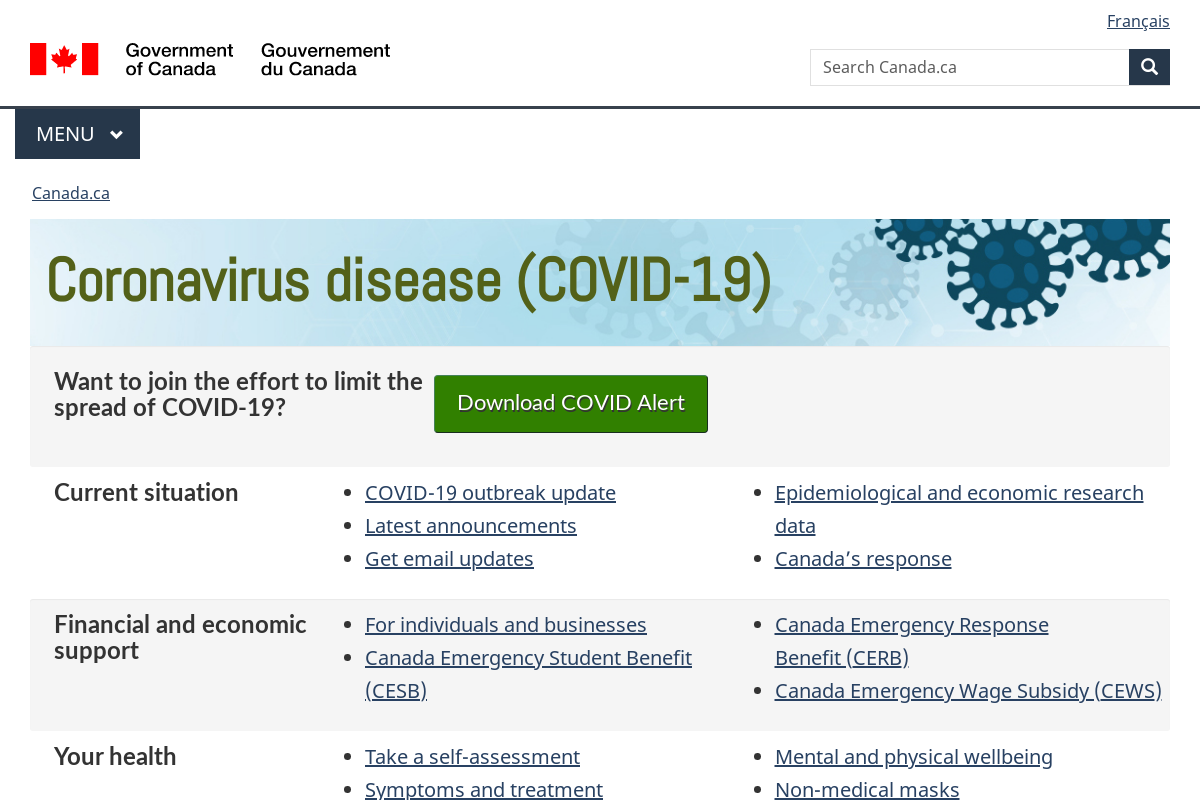 Français
Government of Canada
Gouvernement du Canada
Search Canada.ca
MENU
Canada.ca
Coronavirus disease (COVID-19)
Want to join the effort to limit the
spread of COVID-19?
Download COVID Alert
Current situation
COVID-19 outbreak update
Latest announcements
Get email updates
Epidemiological and economic research
data
Canada’s response
Financial and economic
support
For individuals and businesses
Canada Emergency Student Benefit
(CESB)
Canada Emergency Response
Benefit (CERB)
Canada Emergency Wage Subsidy (CEWS)
Your health
Take a self-assessment
Symptoms and treatment
Mental and physical wellbeing
Non-medical masks